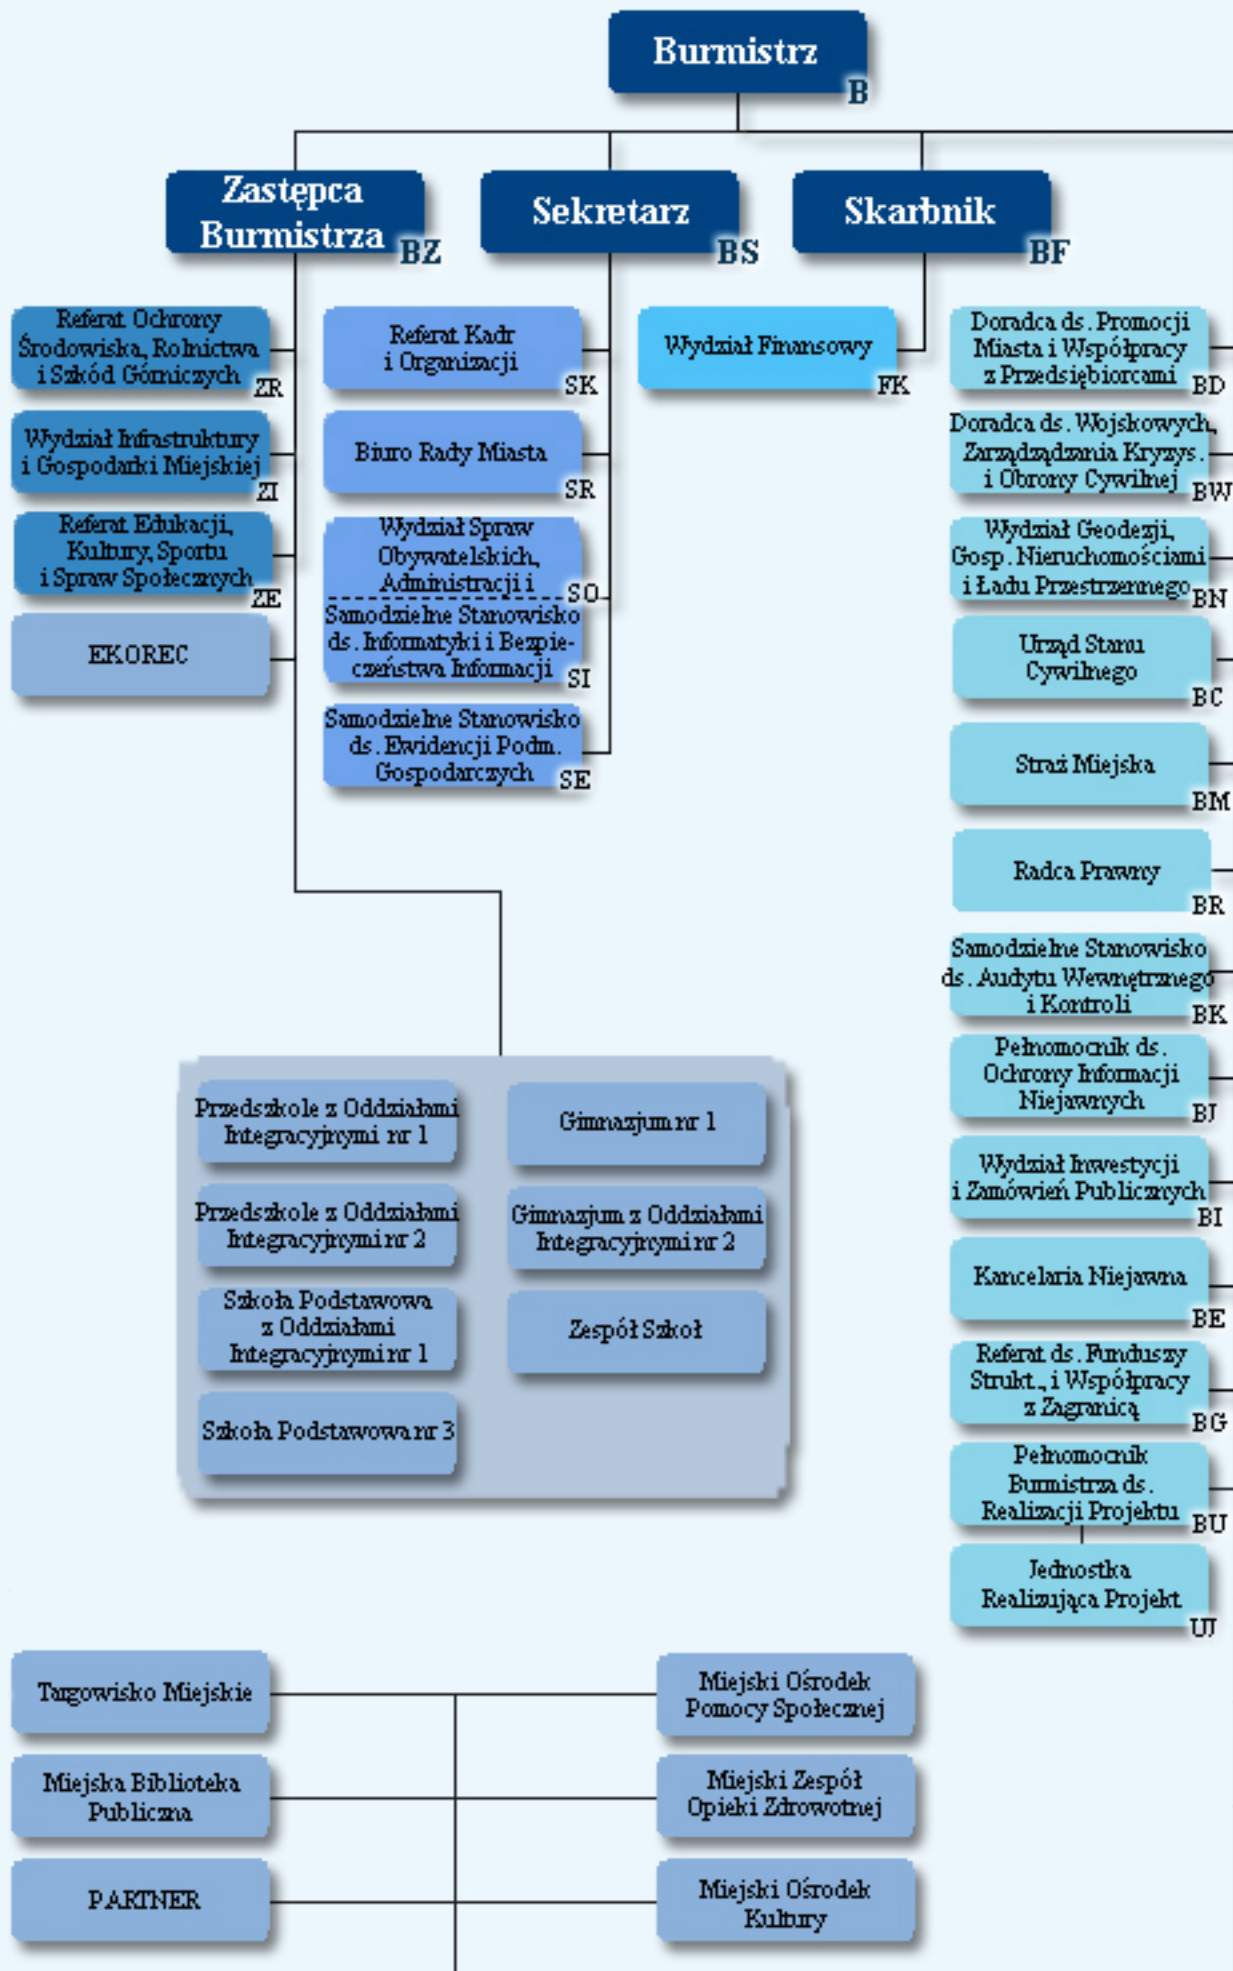 Burmistrz
B
Zastępca
Burmistrza
BZ
Sekretarz
BS
Skarbnik
BF
Referat Ochrony
Środowiska, Rolnictwa
i Szkód Górniczych
ZR
Wydział Infrastruktury
i Gospodarki Miejskiej
ZI
Referat Edukacji,
Kultury, Sportu
i Spraw Społecznych
ZE
EKOREC
Referat Kadr
i Organizacji
SK
Biuro Rady Miasta
SR
Wydział Spraw
Obywatelskich,
Administracji i
SO
Samodzielne Stanowisko
ds. Informatyki i Bezpie-
czeństwa Informacji
SI
Samodzielne Stanowisko
ds. Ewidencji Podm.
Gospodarczych
SE
Wydział Finansowy
FK
Doradca ds. Promocji
Miasta i Współpracy
z Przedsiębiorcami
BD
Doradca ds. Wojskowych,
Zarządządzania Kryzys.
i Obrony Cywilnej
BW
Wydział Geodezji,
Gosp. Nieruchomościami
i Ładu Przestrzennego
BN
Urząd Stanu
Cywilnego
BC
Straż Miejska
BM
Radca Prawny
BR
Samodzielne Stanowisko
ds. Audytu Wewnętrznego
i Kontroli
BK
Pełnomocnik ds.
Ochrony Informacji
Niejawnych
BJ
Wydział Inwestycji
i Zamówień Publicznych
BI
Kancelaria Niejawna
BE
Referat ds. Funduszy
Strukt., i Współpracy
z Zagranicą
BG
Pełnomocnik
Burmistrza ds.
Realizacji Projektu
BU
Jednostka
Realizująca Projekt
UJ
Przedszkole z Oddziałami
Integracyjnymi nr 1
Przedszkole z Oddziałami
Integracyjnymi nr 2
Szkoła Podstawowa
z Oddziałami
Integracyjnymi nr 1
Szkoła Podstawowa nr 3
Gimnazjum nr 1
Gimnazjum z Oddziałami
Integracyjnymi nr 2
Zespół Szkół
Targowisko Miejskie
Miejska Biblioteka
Publiczna
PARTNER
Miejski Ośrodek
Pomocy Społecznej
Miejski Zespół
Opieki Zdrowotnej
Miejski Ośrodek
Kultury